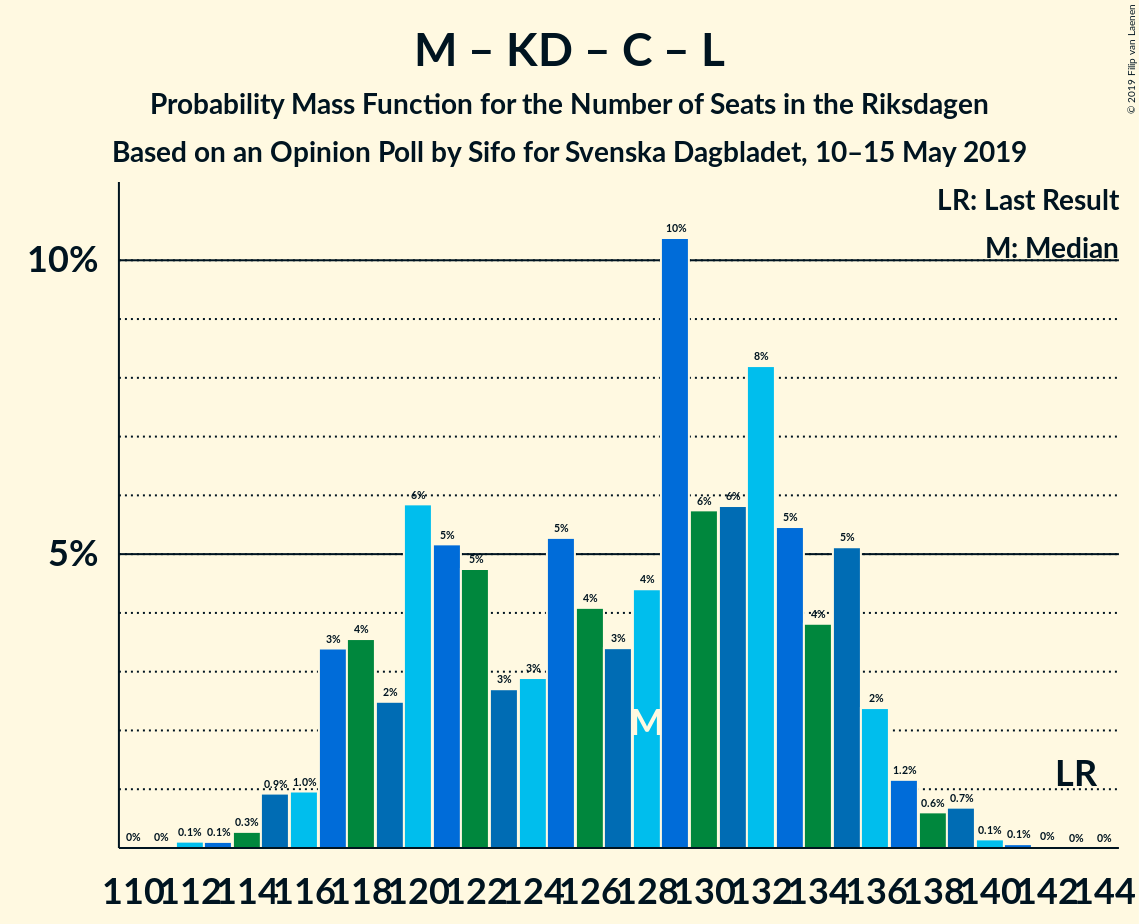 M – KD – C – L
Probability Mass Function for the Number of Seats in the Riksdagen
Based on an Opinion Poll by Sifo for Svenska Dagbladet, 10–15 May 2019
© 2019 Filip van Laenen
LR: Last Result
M: Median
10%
5%
0% 0% 0.1% 0.1% 0.3% 0.9% 1.0% 3% 4% 2% 6% 5% 5% 3% 3% 5% 4% 3% 4% 10% 6% 6% 8% 5% 4% 5% 2% 1.2% 0.6% 0.7% 0.1% 0.1% 0% 0% 0%
M
LR
110 112 114 116 118 120 122 124 126 128 130 132 134 136 138 140 142 144